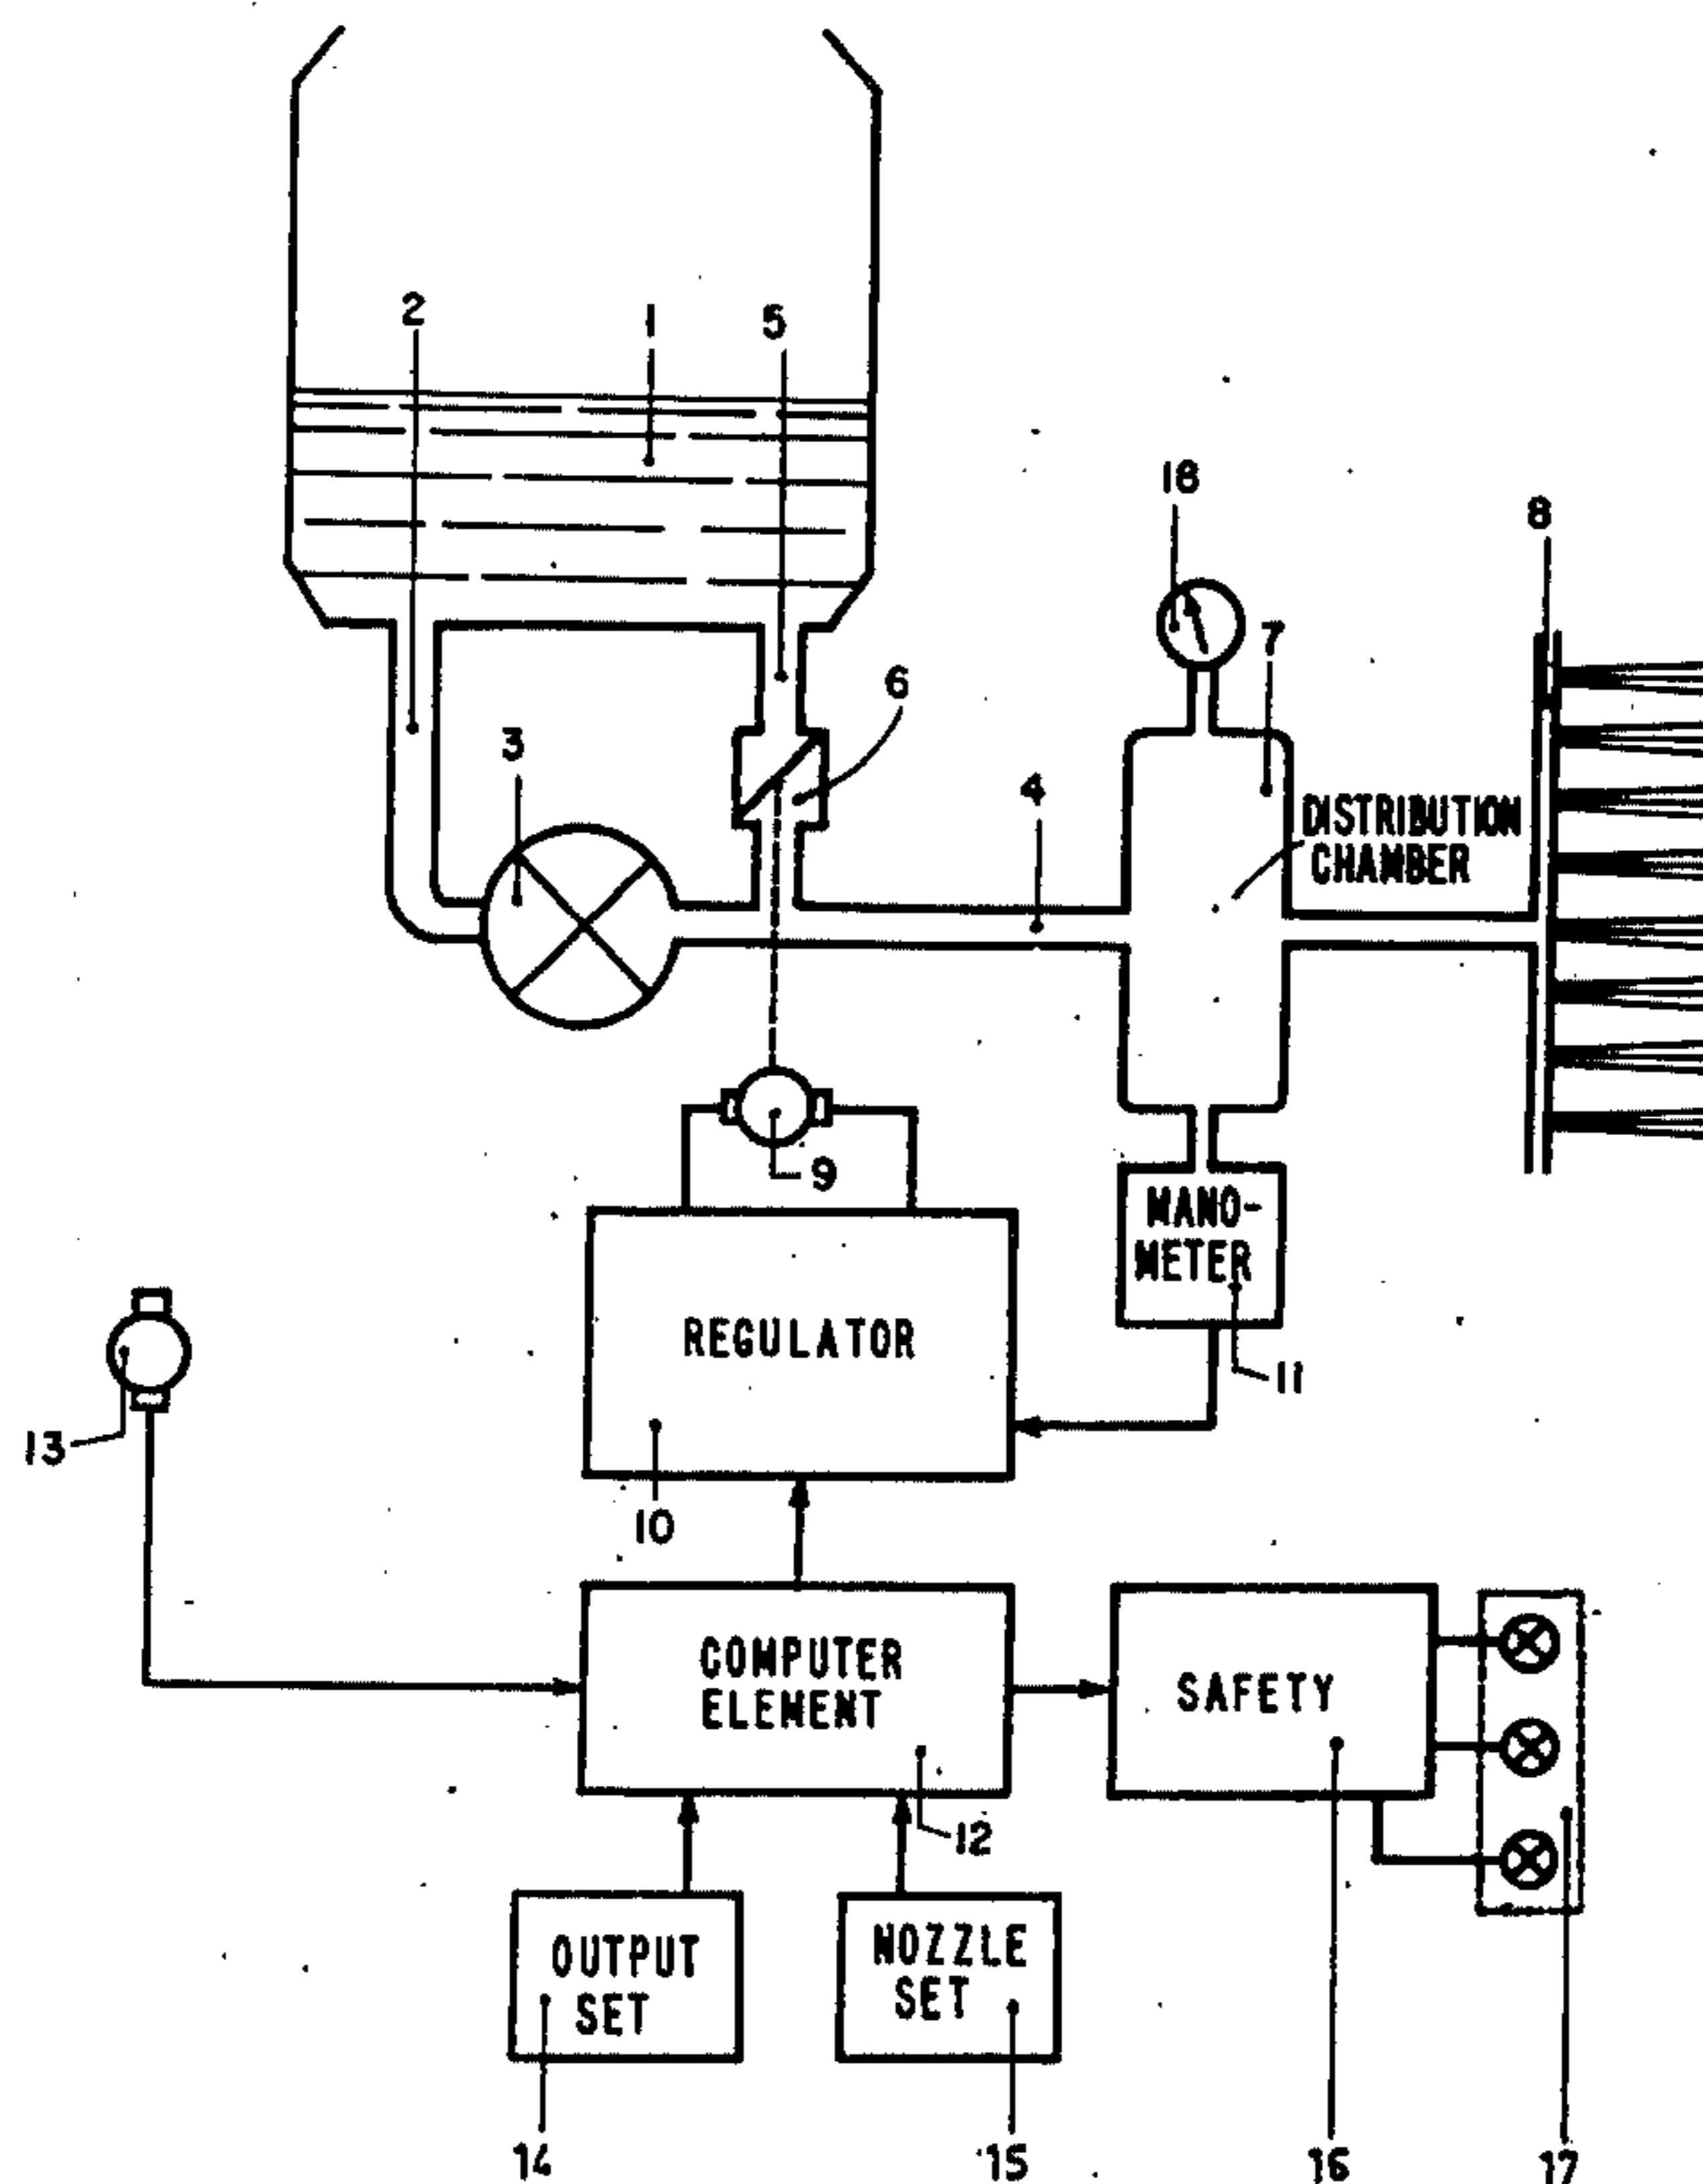 2
1
5
18
8
7
6
3
4
DISTRIBUTION
CHAMBER
9
MANO-
METER
REGULATOR
11
13
10
COMPUTER
ELEMENT
SAFETY
12
OUTPUT
SET
NOZZLE
SET
14
15
16
17